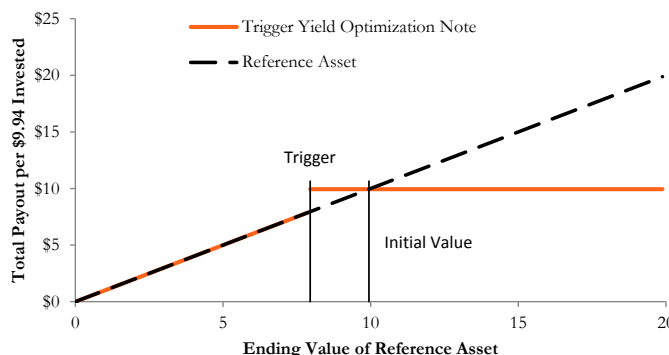 $25
$20
$15
$10
$5
$0
Total Payout per $9.94 Invested
Trigger Yield Optimization Note
Reference Asset
Trigger
Initial Value
0
5
10
15
20
Ending Value of Reference Asset